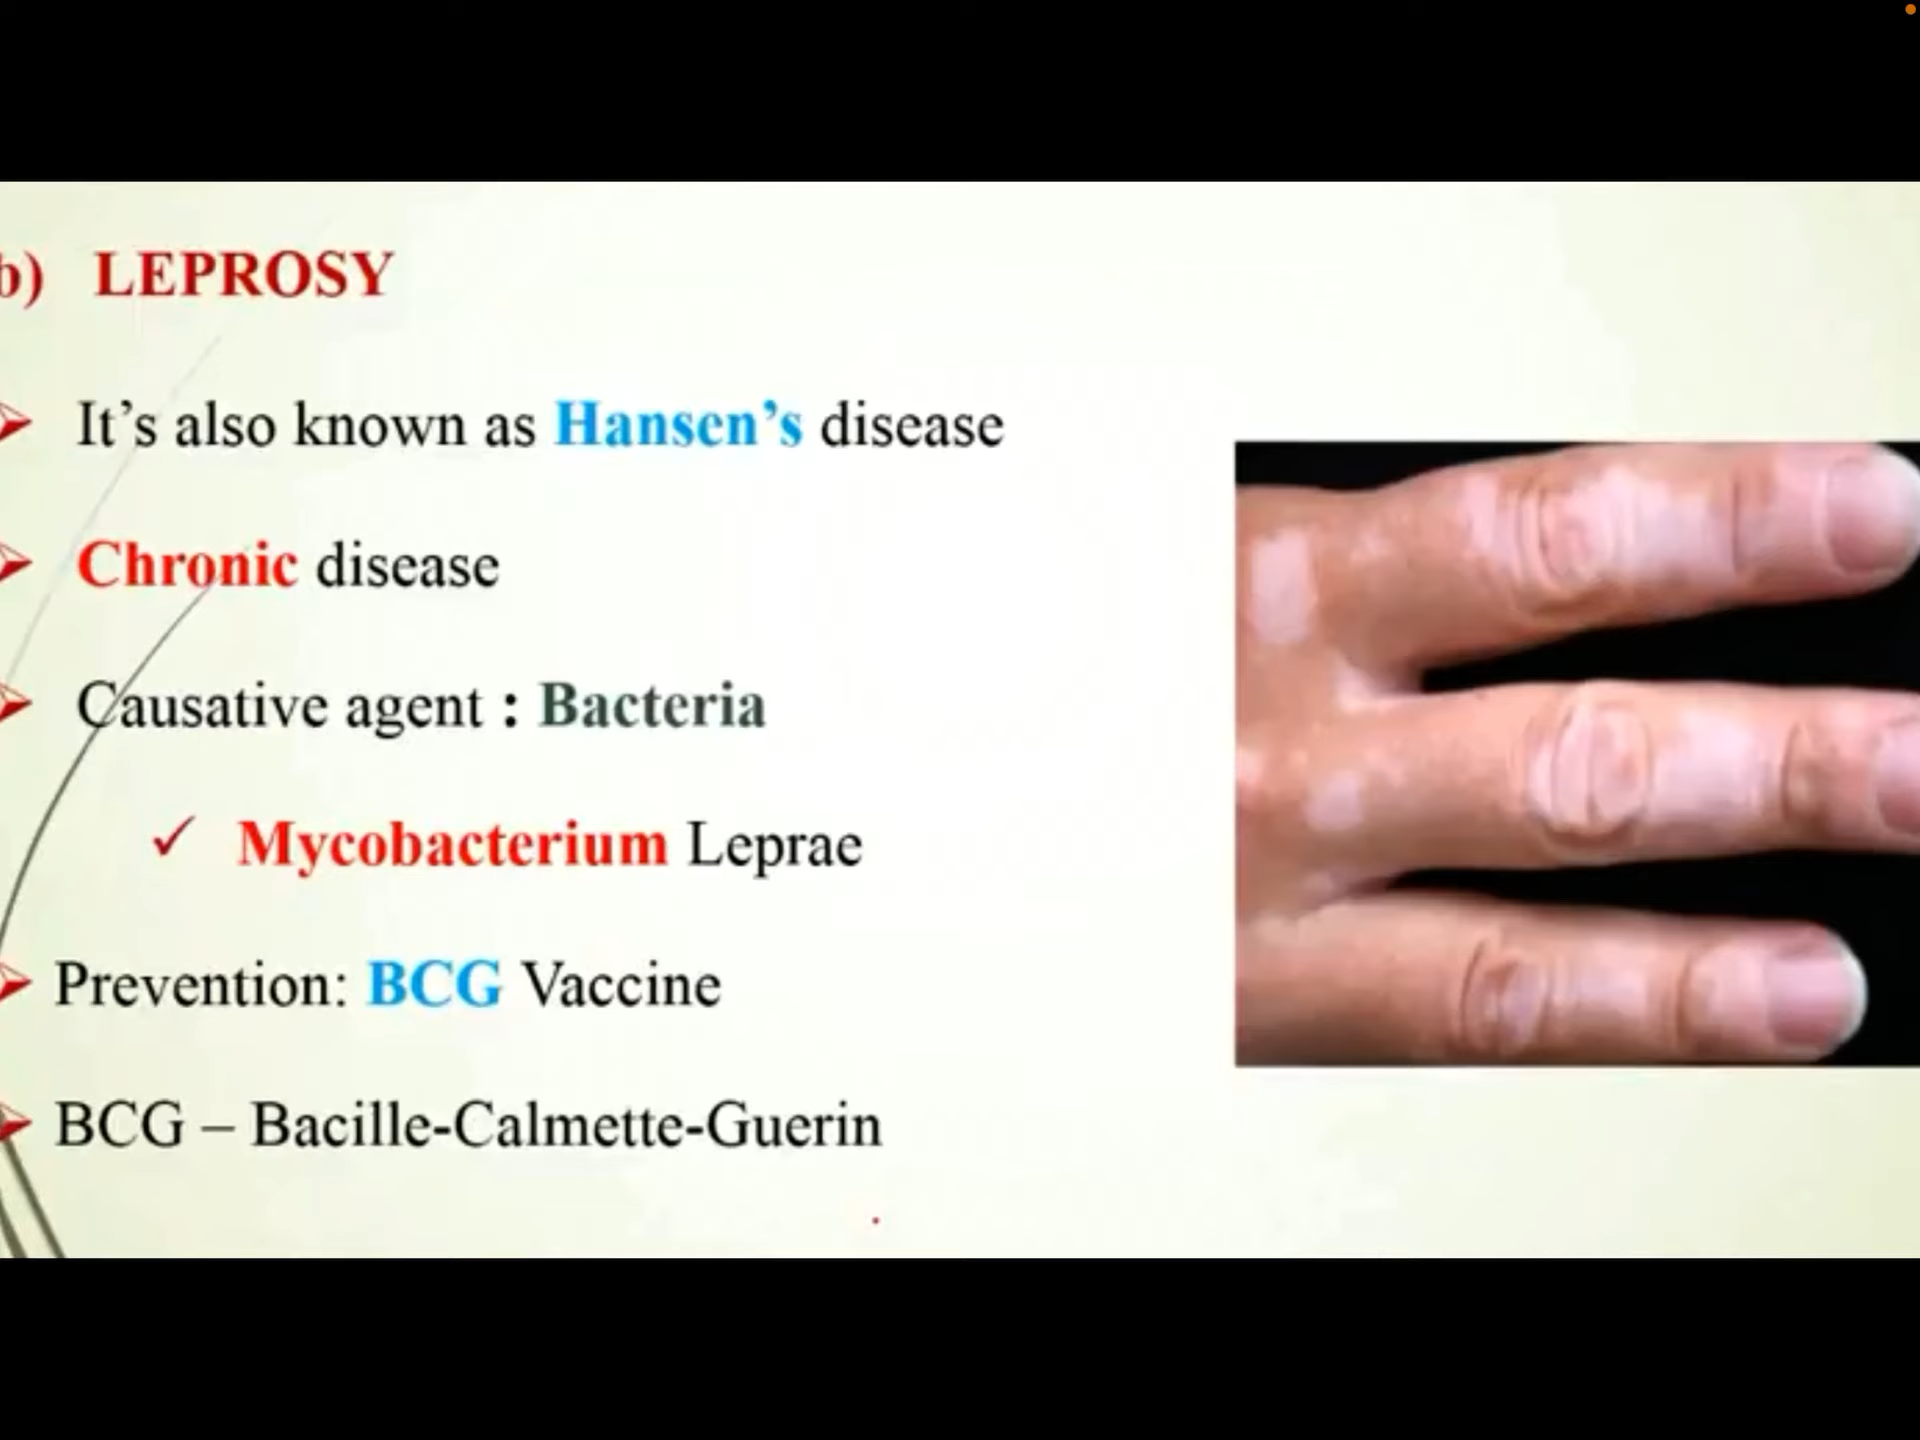 b) LEPROSY
It’s also known as Hansen’s disease
Chronic disease
Causative agent : Bacteria
Mycobacterium Leprae
Prevention: BCG Vaccine
BCG – Bacille-Calmette-Guerin